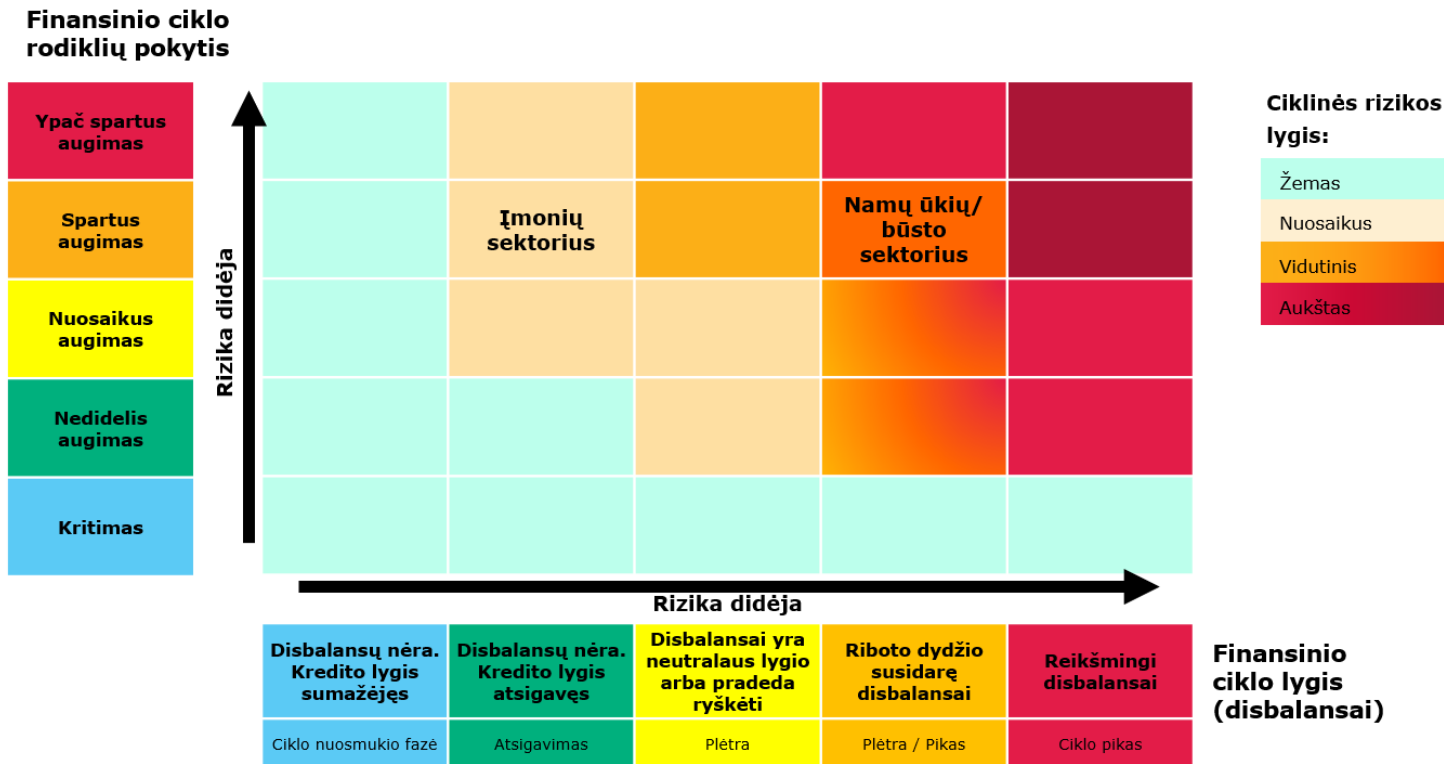 Finansinio ciklo
rodiklių pokytis
Ypač spartus
augimas
Spartus
augimas
Nuosaikus
augimas
Nedidelis
augimas
Kritimas
Rizika didėja
Įmonių
sektorius
Namų ūkių/
būsto
sektorius
Ciklinės rizikos
lygis:
Žemas
Nuosaikus
Vidutinis
Aukštas
Rizika didėja
Disbalansų nėra.
Kredito lygis
sumažėjęs
Disbalansų nėra.
Kredito lygis
atsigavęs
Disbalansai yra
neutralaus lygio
arba pradeda
ryškėti
Riboto dydžio
susidarę
disbalansai
Reikšmingi
disbalansai
Ciklo nuosmukio fazė
Atsigavimas
Plėtra
Plėtra / Pikas
Ciklo pikas
Finansinio
ciklo lygis
(disbalansai)